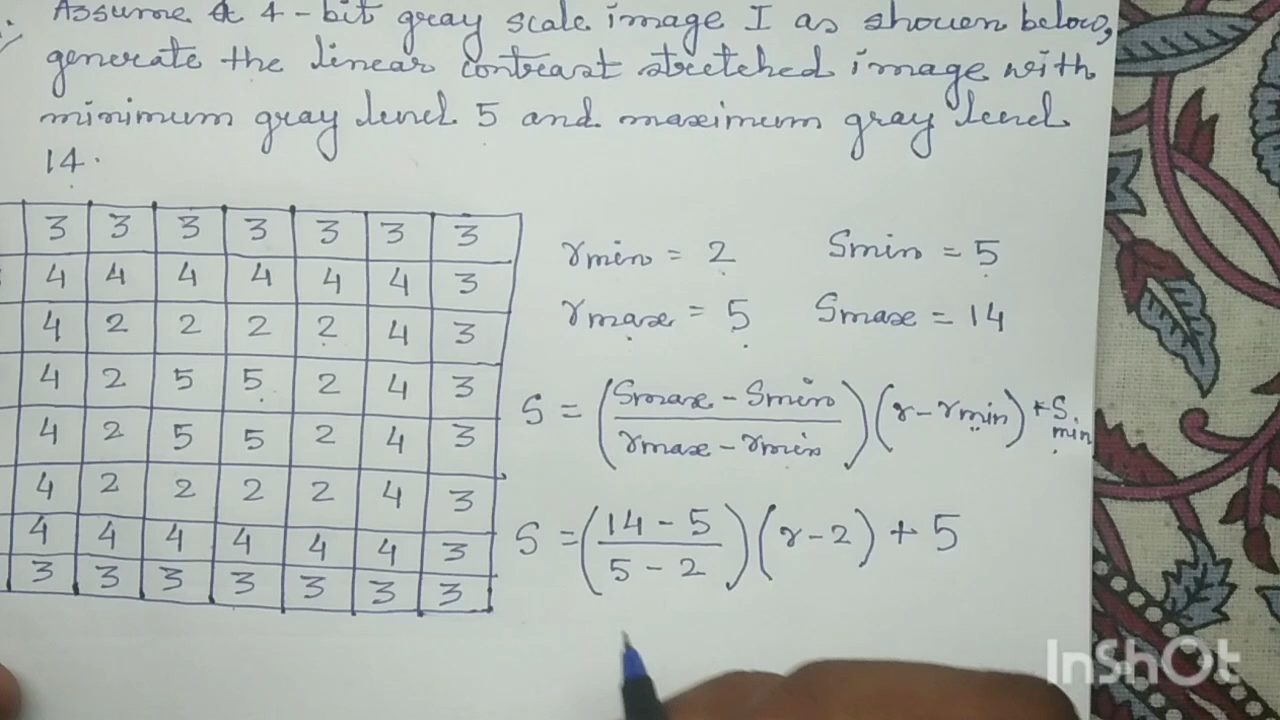 Assume a 4-bit gray scale image I as shown below,
generate the linear contrast stretched image with
minimum gray level 5 and maximum gray level
14.
3 3 3 3 3 3 3
4 4 4 4 4 4 3
4 2 2 2 2 4 3
4 2 5 5 2 4 3
4 2 5 5 2 4 3
4 2 2 2 2 4 3
4 4 4 4 4 4 3
3 3 3 3 3 3 3
rmin = 2 Smin = 5
rmax = 5 Smax = 14
S = (Smax - Smin / rmax - rmin) (r - rmin) + Smin
S = (14 - 5 / 5 - 2) (r - 2) + 5
InShOt